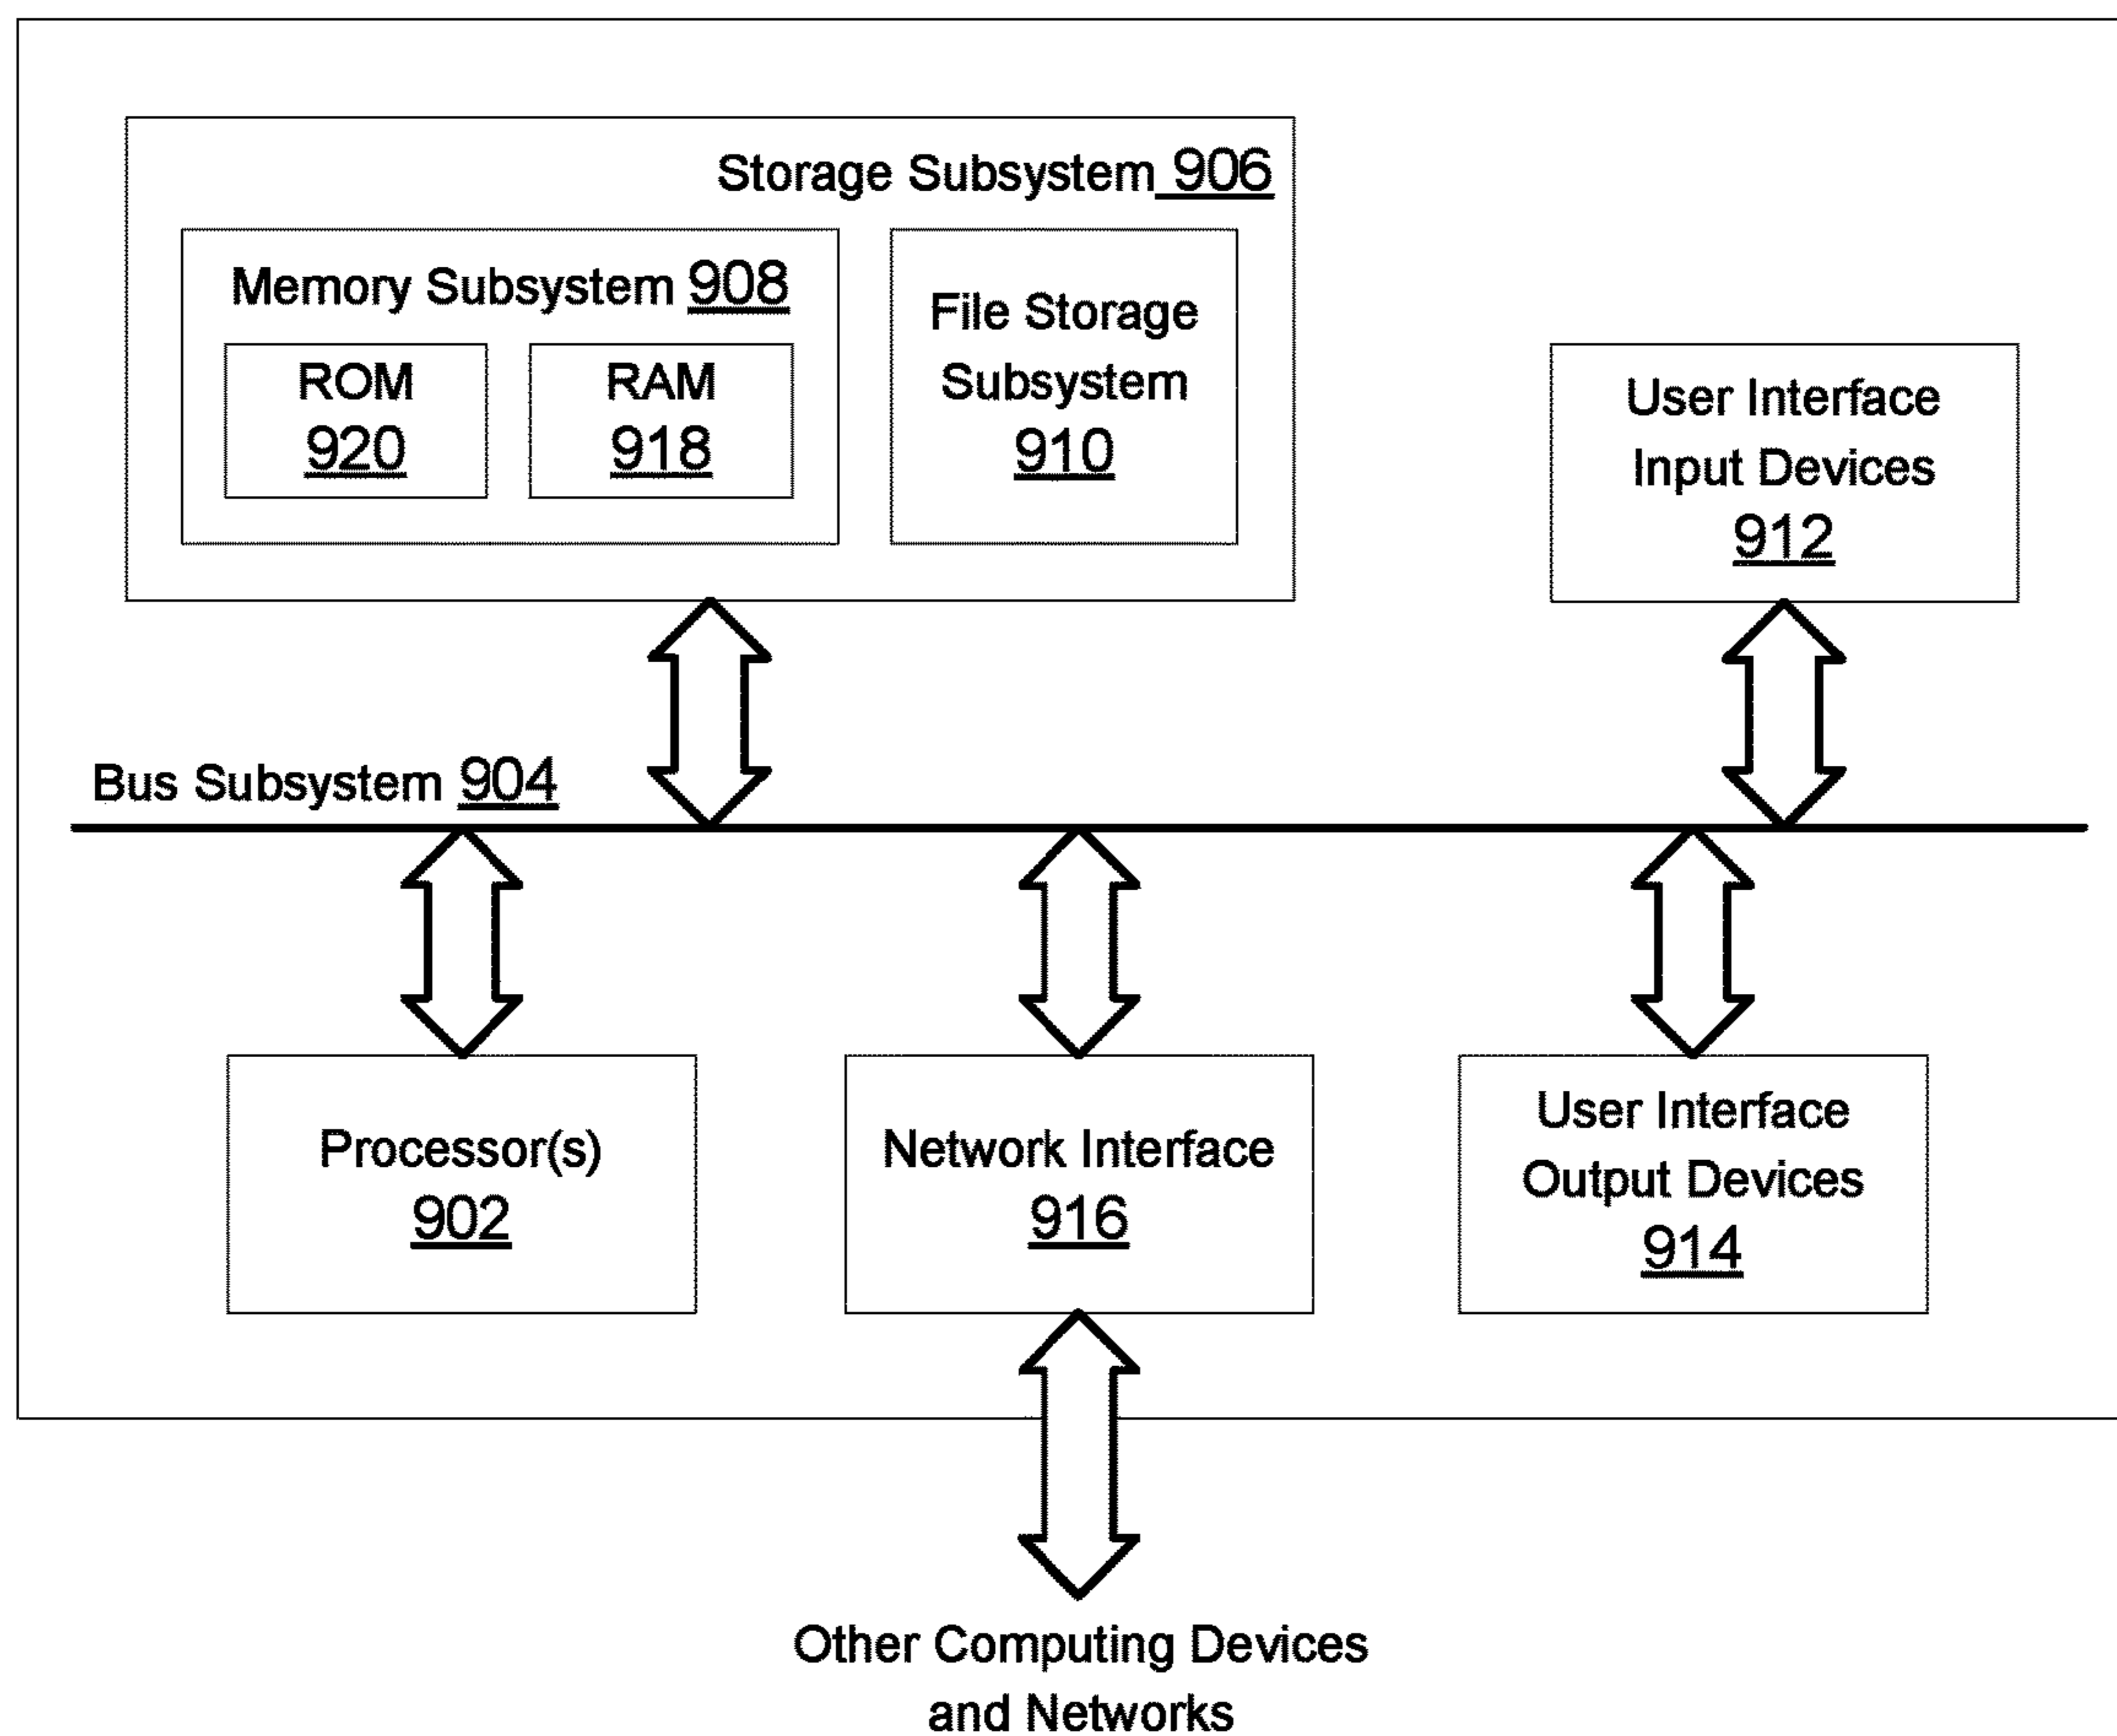 Storage Subsystem 906
Memory Subsystem 908
ROM
920
RAM
918
File Storage
Subsystem
910
User Interface
Input Devices
912
Bus Subsystem 904
Processor(s)
902
Network Interface
916
User Interface
Output Devices
914
Other Computing Devices
and Networks